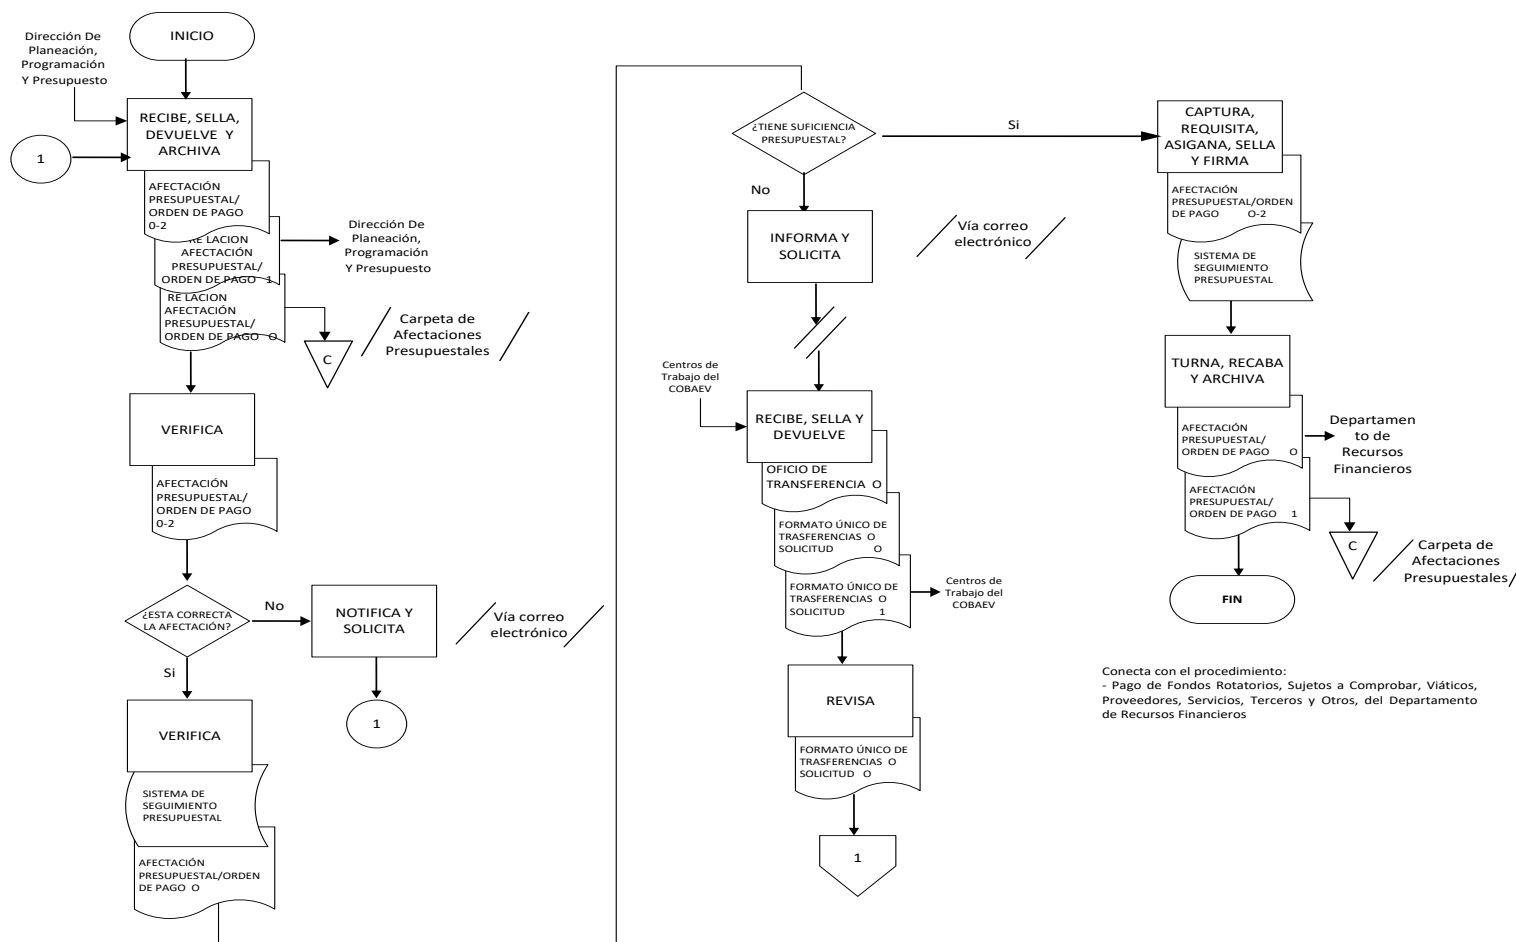 INICIO
Dirección De
Planeación,
Programación
Y Presupuesto
RECIBE, SELLA,
DEVUELVE Y
ARCHIVA
1
AFECTACIÓN
PRESUPUESTAL/
ORDEN DE PAGO
0-2
RE LACION
AFECTACIÓN
PRESUPUESTAL/
ORDEN DE PAGO 1
Dirección De
Planeación,
Programación
Y Presupuesto
RE LACION
AFECTACIÓN
PRESUPUESTAL/
ORDEN DE PAGO O
C
Carpeta de
Afectaciones
Presupuestales
VERIFICA
AFECTACIÓN
PRESUPUESTAL/
ORDEN DE PAGO
0-2
¿ESTA CORRECTA
LA AFECTACIÓN?
No
NOTIFICA Y
SOLICITA
Vía correo
electrónico
1
Si
VERIFICA
SISTEMA DE
SEGUIMIENTO
PRESUPUESTAL
AFECTACIÓN
PRESUPUESTAL/ORDEN
DE PAGO O
¿TIENE SUFICIENCIA
PRESUPUESTAL?
Si
No
INFORMA Y
SOLICITA
Vía correo
electrónico
Centros de
Trabajo del
COBAEV
RECIBE, SELLA Y
DEVUELVE
OFICIO DE
TRANSFERENCIA O
FORMATO ÚNICO DE
TRASFERENCIAS O
SOLICITUD O
FORMATO ÚNICO DE
TRASFERENCIAS O
SOLICITUD 1
Centros de
Trabajo del
COBAEV
REVISA
FORMATO ÚNICO DE
TRASFERENCIAS O
SOLICITUD O
1
CAPTURA,
REQUISITA,
ASIGANA, SELLA
Y FIRMA
AFECTACIÓN
PRESUPUESTAL/ORDEN
DE PAGO O-2
SISTEMA DE
SEGUIMIENTO
PRESUPUESTAL
TURNA, RECABA
Y ARCHIVA
AFECTACIÓN
PRESUPUESTAL/
ORDEN DE PAGO O
Departamen
to de
Recursos
Financieros
AFECTACIÓN
PRESUPUESTAL/
ORDEN DE PAGO 1
C
Carpeta de
Afectaciones
Presupuestales
FIN
Conecta con el procedimiento:
- Pago de Fondos Rotatorios, Sujetos a Comprobar, Viáticos,
Proveedores, Servicios, Terceros y Otros, del Departamento
de Recursos Financieros